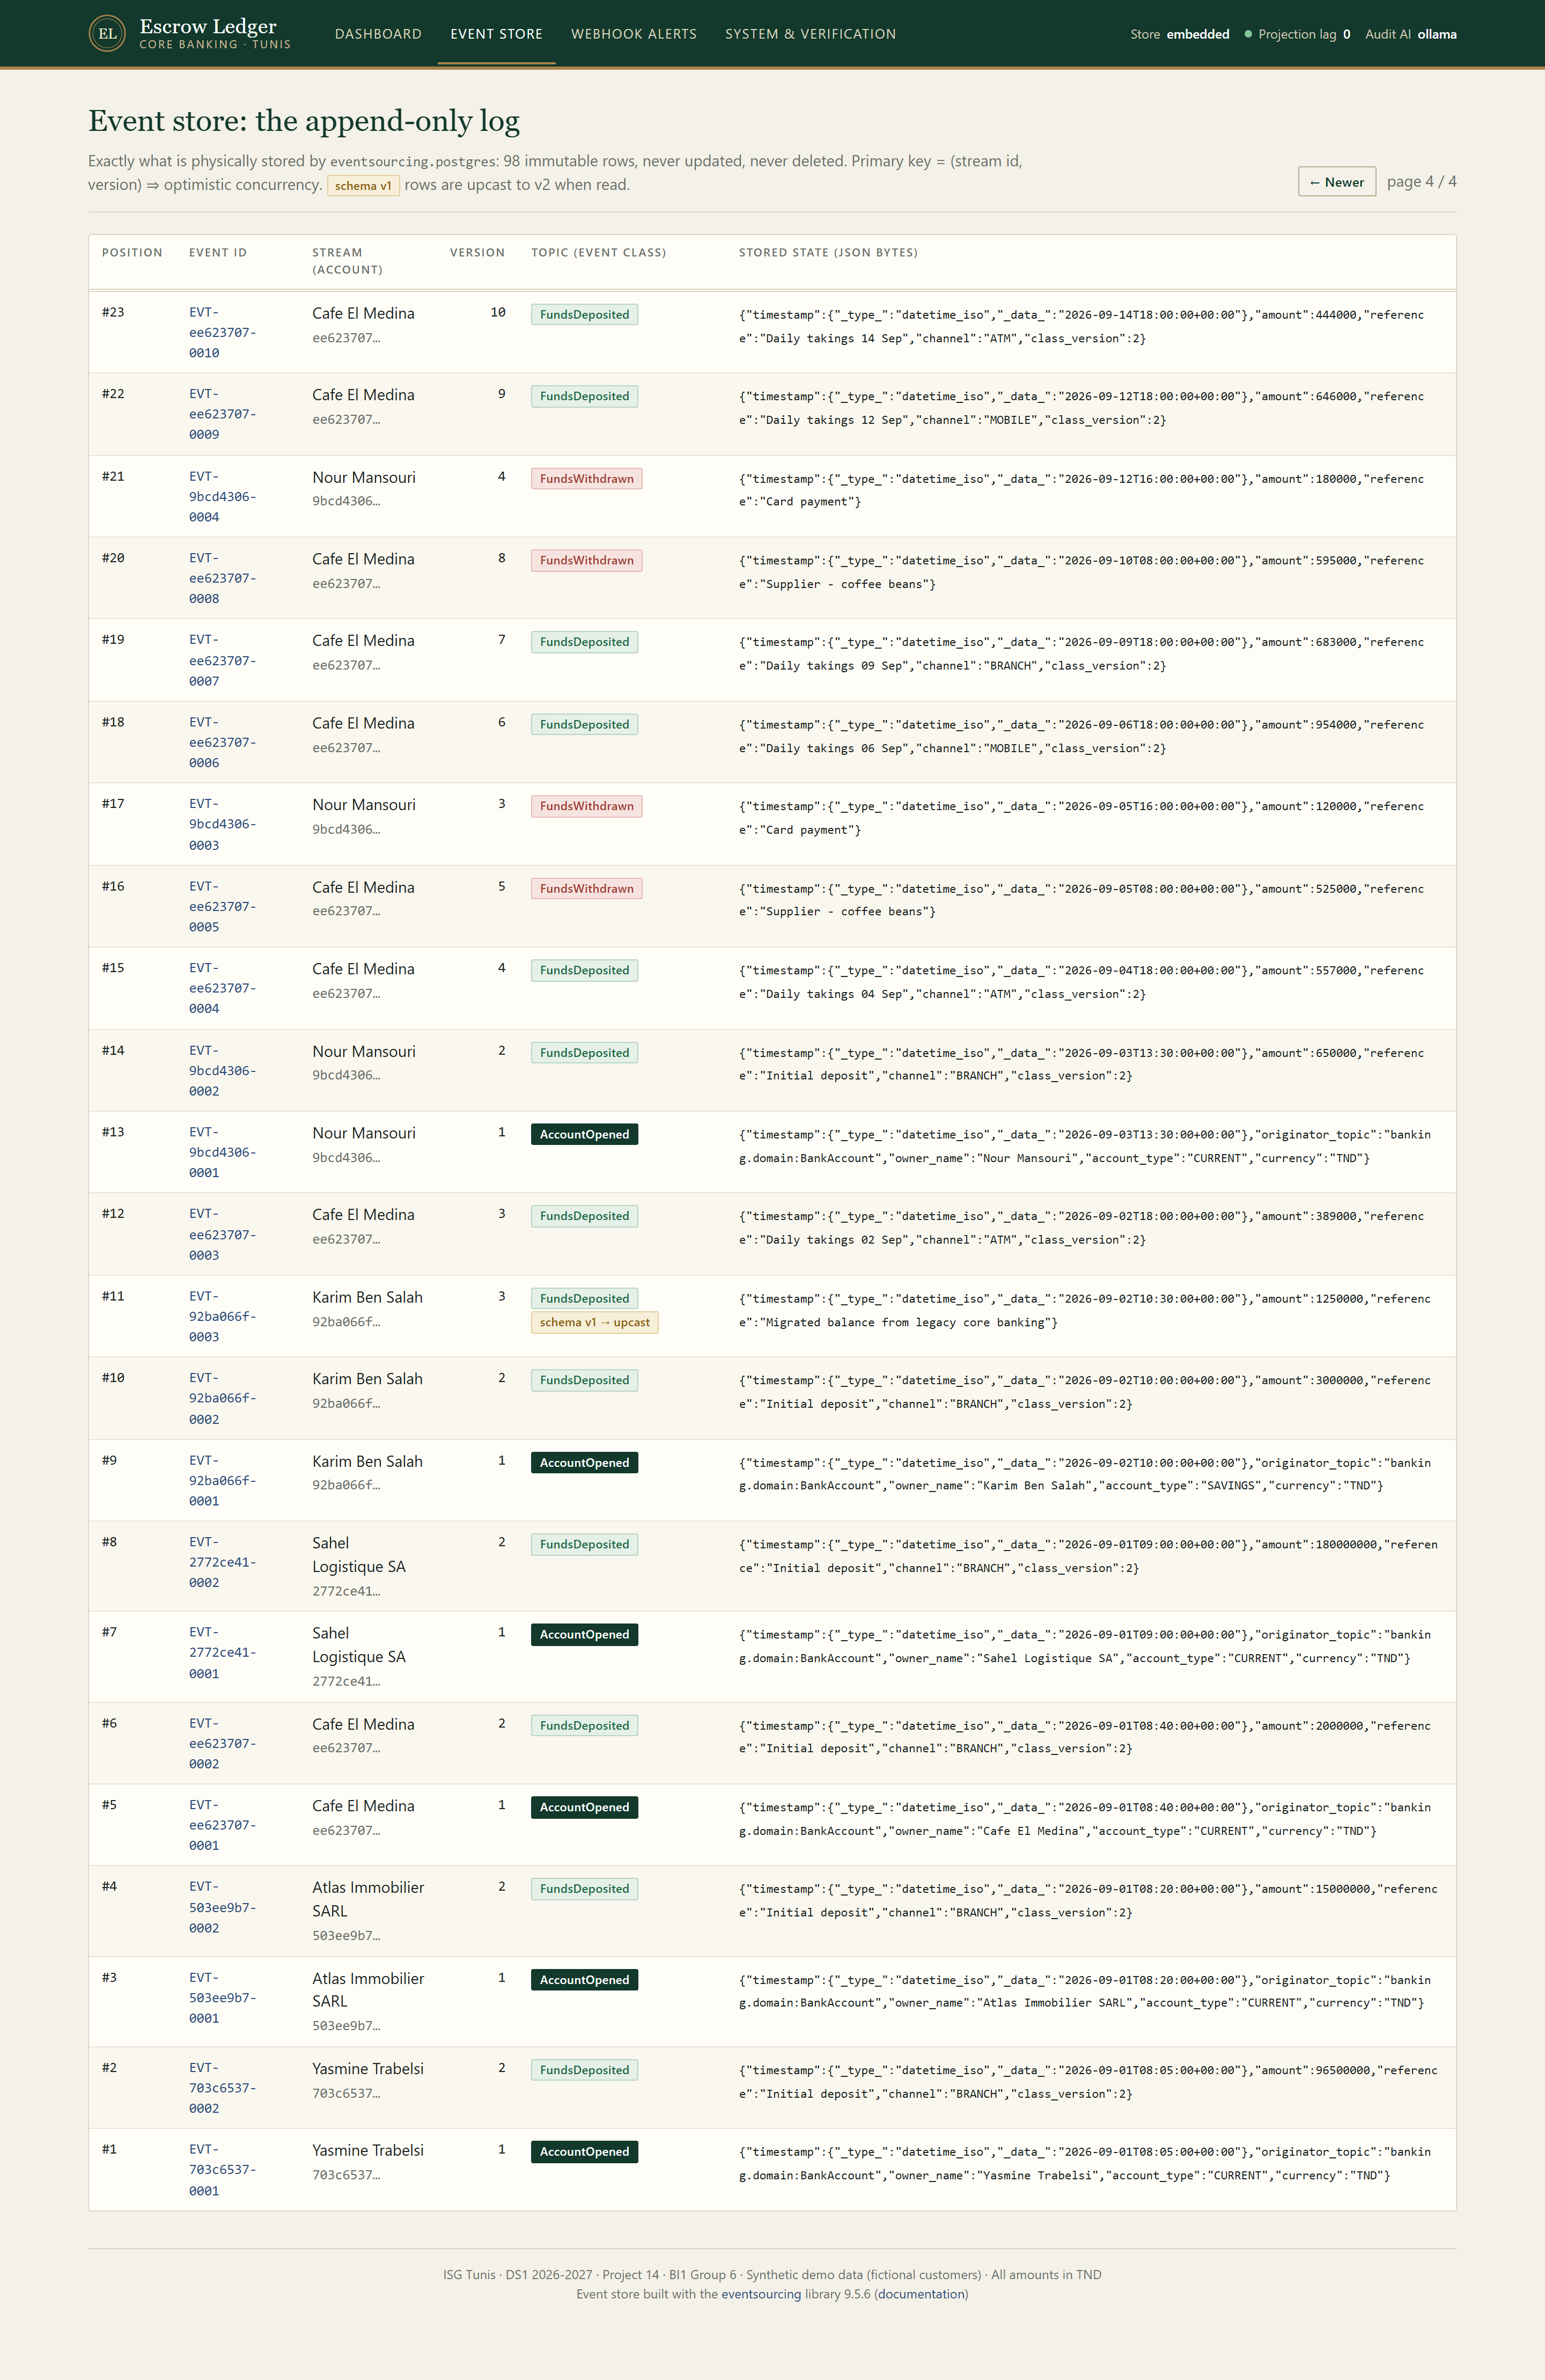 EL
Escrow Ledger
CORE BANKING · TUNIS
DASHBOARD EVENT STORE WEBHOOK ALERTS SYSTEM & VERIFICATION
Store embedded Projection lag 0 Audit AI ollama
Event store: the append-only log
Exactly what is physically stored by eventsourcing.postgres: 98 immutable rows, never updated, never deleted. Primary key = (stream id,
version) ⇒ optimistic concurrency. schema v1 rows are upcast to v2 when read.
← Newer page 4 / 4
POSITION EVENT ID STREAM (ACCOUNT) VERSION TOPIC (EVENT CLASS) STORED STATE (JSON BYTES)
#23 EVT-ee623707-0010 Cafe El Medina ee623707… 10 FundsDeposited
{"timestamp":{"_type_":"datetime_iso","_data_":"2026-09-14T18:00:00+00:00"},"amount":444000,"referenc
e":"Daily takings 14 Sep","channel":"ATM","class_version":2}
#22 EVT-ee623707-0009 Cafe El Medina ee623707… 9 FundsDeposited
{"timestamp":{"_type_":"datetime_iso","_data_":"2026-09-12T18:00:00+00:00"},"amount":646000,"referenc
e":"Daily takings 12 Sep","channel":"MOBILE","class_version":2}
#21 EVT-9bcd4306-0004 Nour Mansouri 9bcd4306… 4 FundsWithdrawn
{"timestamp":{"_type_":"datetime_iso","_data_":"2026-09-12T16:00:00+00:00"},"amount":180000,"referenc
e":"Card payment"}
#20 EVT-ee623707-0008 Cafe El Medina ee623707… 8 FundsWithdrawn
{"timestamp":{"_type_":"datetime_iso","_data_":"2026-09-10T08:00:00+00:00"},"amount":595000,"referenc
e":"Supplier - coffee beans"}
#19 EVT-ee623707-0007 Cafe El Medina ee623707… 7 FundsDeposited
{"timestamp":{"_type_":"datetime_iso","_data_":"2026-09-09T18:00:00+00:00"},"amount":683000,"referenc
e":"Daily takings 09 Sep","channel":"BRANCH","class_version":2}
#18 EVT-ee623707-0006 Cafe El Medina ee623707… 6 FundsDeposited
{"timestamp":{"_type_":"datetime_iso","_data_":"2026-09-06T18:00:00+00:00"},"amount":954000,"referenc
e":"Daily takings 06 Sep","channel":"MOBILE","class_version":2}
#17 EVT-9bcd4306-0003 Nour Mansouri 9bcd4306… 3 FundsWithdrawn
{"timestamp":{"_type_":"datetime_iso","_data_":"2026-09-05T16:00:00+00:00"},"amount":120000,"referenc
e":"Card payment"}
#16 EVT-ee623707-0005 Cafe El Medina ee623707… 5 FundsWithdrawn
{"timestamp":{"_type_":"datetime_iso","_data_":"2026-09-05T08:00:00+00:00"},"amount":525000,"referenc
e":"Supplier - coffee beans"}
#15 EVT-ee623707-0004 Cafe El Medina ee623707… 4 FundsDeposited
{"timestamp":{"_type_":"datetime_iso","_data_":"2026-09-04T18:00:00+00:00"},"amount":557000,"referenc
e":"Daily takings 04 Sep","channel":"ATM","class_version":2}
#14 EVT-9bcd4306-0002 Nour Mansouri 9bcd4306… 2 FundsDeposited
{"timestamp":{"_type_":"datetime_iso","_data_":"2026-09-03T13:30:00+00:00"},"amount":650000,"referenc
e":"Initial deposit","channel":"BRANCH","class_version":2}
#13 EVT-9bcd4306-0001 Nour Mansouri 9bcd4306… 1 AccountOpened
{"timestamp":{"_type_":"datetime_iso","_data_":"2026-09-03T13:30:00+00:00"},"originator_topic":"bankin
g.domain:BankAccount","owner_name":"Nour Mansouri","account_type":"CURRENT","currency":"TND"}
#12 EVT-ee623707-0003 Cafe El Medina ee623707… 3 FundsDeposited
{"timestamp":{"_type_":"datetime_iso","_data_":"2026-09-02T18:00:00+00:00"},"amount":389000,"referenc
e":"Daily takings 02 Sep","channel":"ATM","class_version":2}
#11 EVT-92ba066f-0003 Karim Ben Salah 92ba066f… 3 FundsDeposited schema v1 → upcast
{"timestamp":{"_type_":"datetime_iso","_data_":"2026-09-02T10:30:00+00:00"},"amount":1250000,"referenc
e":"Migrated balance from legacy core banking"}
#10 EVT-92ba066f-0002 Karim Ben Salah 92ba066f… 2 FundsDeposited
{"timestamp":{"_type_":"datetime_iso","_data_":"2026-09-02T10:00:00+00:00"},"amount":3000000,"referenc
e":"Initial deposit","channel":"BRANCH","class_version":2}
#9 EVT-92ba066f-0001 Karim Ben Salah 92ba066f… 1 AccountOpened
{"timestamp":{"_type_":"datetime_iso","_data_":"2026-09-02T10:00:00+00:00"},"originator_topic":"bankin
g.domain:BankAccount","owner_name":"Karim Ben Salah","account_type":"SAVINGS","currency":"TND"}
#8 EVT-2772ce41-0002 Sahel Logistique SA 2772ce41… 2 FundsDeposited
{"timestamp":{"_type_":"datetime_iso","_data_":"2026-09-01T09:00:00+00:00"},"amount":180000000,"referen
ce":"Initial deposit","channel":"BRANCH","class_version":2}
#7 EVT-2772ce41-0001 Sahel Logistique SA 2772ce41… 1 AccountOpened
{"timestamp":{"_type_":"datetime_iso","_data_":"2026-09-01T09:00:00+00:00"},"originator_topic":"bankin
g.domain:BankAccount","owner_name":"Sahel Logistique SA","account_type":"CURRENT","currency":"TND"}
#6 EVT-ee623707-0002 Cafe El Medina ee623707… 2 FundsDeposited
{"timestamp":{"_type_":"datetime_iso","_data_":"2026-09-01T08:40:00+00:00"},"amount":2000000,"referenc
e":"Initial deposit","channel":"BRANCH","class_version":2}
#5 EVT-ee623707-0001 Cafe El Medina ee623707… 1 AccountOpened
{"timestamp":{"_type_":"datetime_iso","_data_":"2026-09-01T08:40:00+00:00"},"originator_topic":"bankin
g.domain:BankAccount","owner_name":"Cafe El Medina","account_type":"CURRENT","currency":"TND"}
#4 EVT-503ee9b7-0002 Atlas Immobilier SARL 503ee9b7… 2 FundsDeposited
{"timestamp":{"_type_":"datetime_iso","_data_":"2026-09-01T08:20:00+00:00"},"amount":15000000,"referenc
e":"Initial deposit","channel":"BRANCH","class_version":2}
#3 EVT-503ee9b7-0001 Atlas Immobilier SARL 503ee9b7… 1 AccountOpened
{"timestamp":{"_type_":"datetime_iso","_data_":"2026-09-01T08:20:00+00:00"},"originator_topic":"bankin
g.domain:BankAccount","owner_name":"Atlas Immobilier SARL","account_type":"CURRENT","currency":"TND"}
#2 EVT-703c6537-0002 Yasmine Trabelsi 703c6537… 2 FundsDeposited
{"timestamp":{"_type_":"datetime_iso","_data_":"2026-09-01T08:05:00+00:00"},"amount":96500000,"referenc
e":"Initial deposit","channel":"BRANCH","class_version":2}
#1 EVT-703c6537-0001 Yasmine Trabelsi 703c6537… 1 AccountOpened
{"timestamp":{"_type_":"datetime_iso","_data_":"2026-09-01T08:05:00+00:00"},"originator_topic":"bankin
g.domain:BankAccount","owner_name":"Yasmine Trabelsi","account_type":"CURRENT","currency":"TND"}
ISG Tunis · DS1 2026-2027 · Project 14 · BI1 Group 6 · Synthetic demo data (fictional customers) · All amounts in TND
Event store built with the eventsourcing library 9.5.6 (documentation)